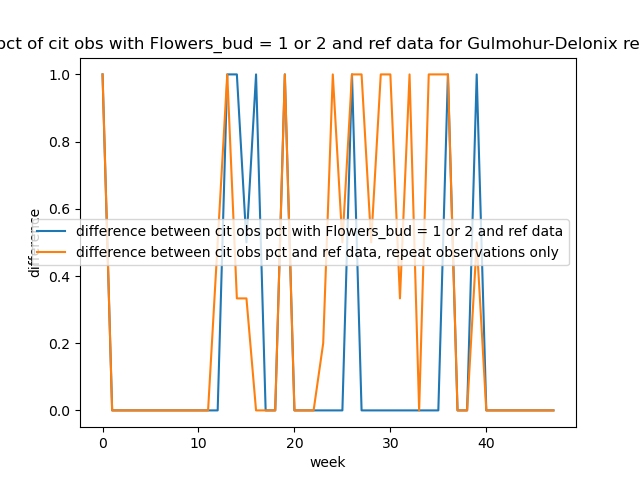 pct of cit obs with Flowers_bud = 1 or 2 and ref data for Gulmohur-Delonix re
1.0
0.8
0.6
0.4
0.2
0.0
difference
difference between cit obs pct with Flowers_bud = 1 or 2 and ref data
difference between cit obs pct and ref data, repeat observations only
0 10 20 30 40
week